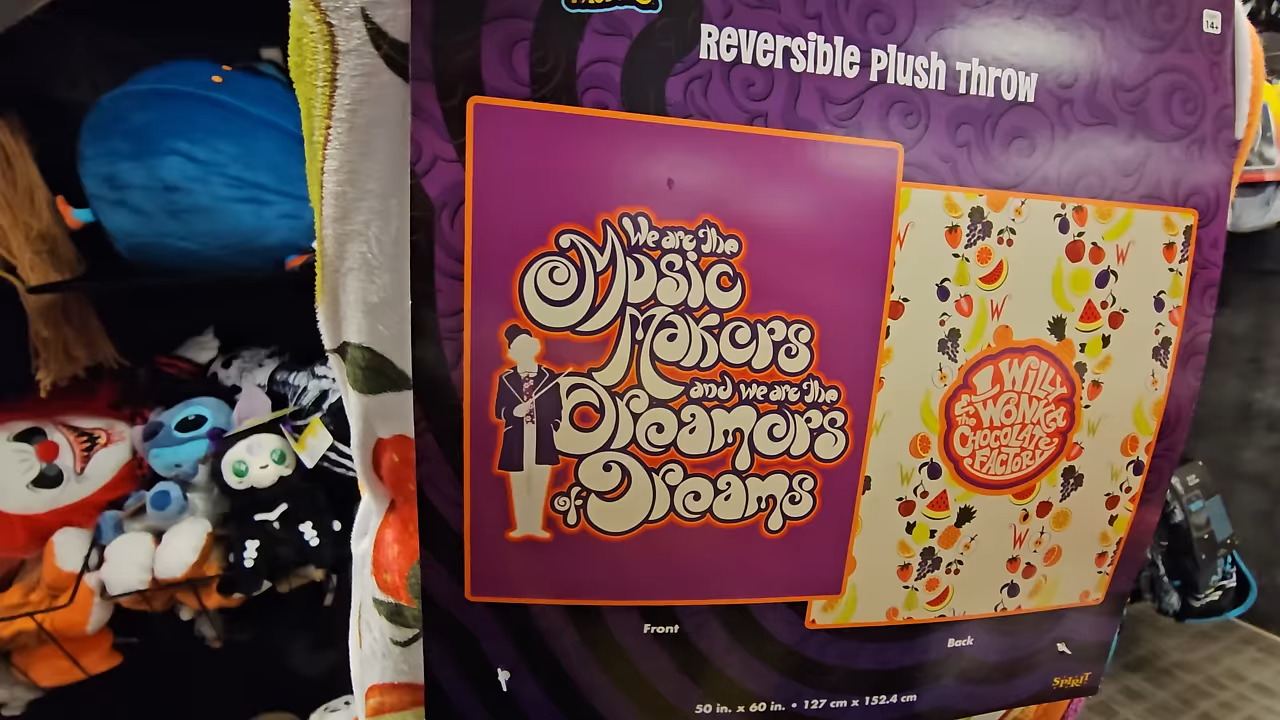 14+
Reversible Plush Throw
We are the
Music
Makers
and we are the
Dreamers
of Dreams
Willy
Wonka
& the
Chocolate
Factory
W
W
W
W
W
W
Front
Back
50 in. x 60 in. • 127 cm x 152.4 cm
SPIRIT